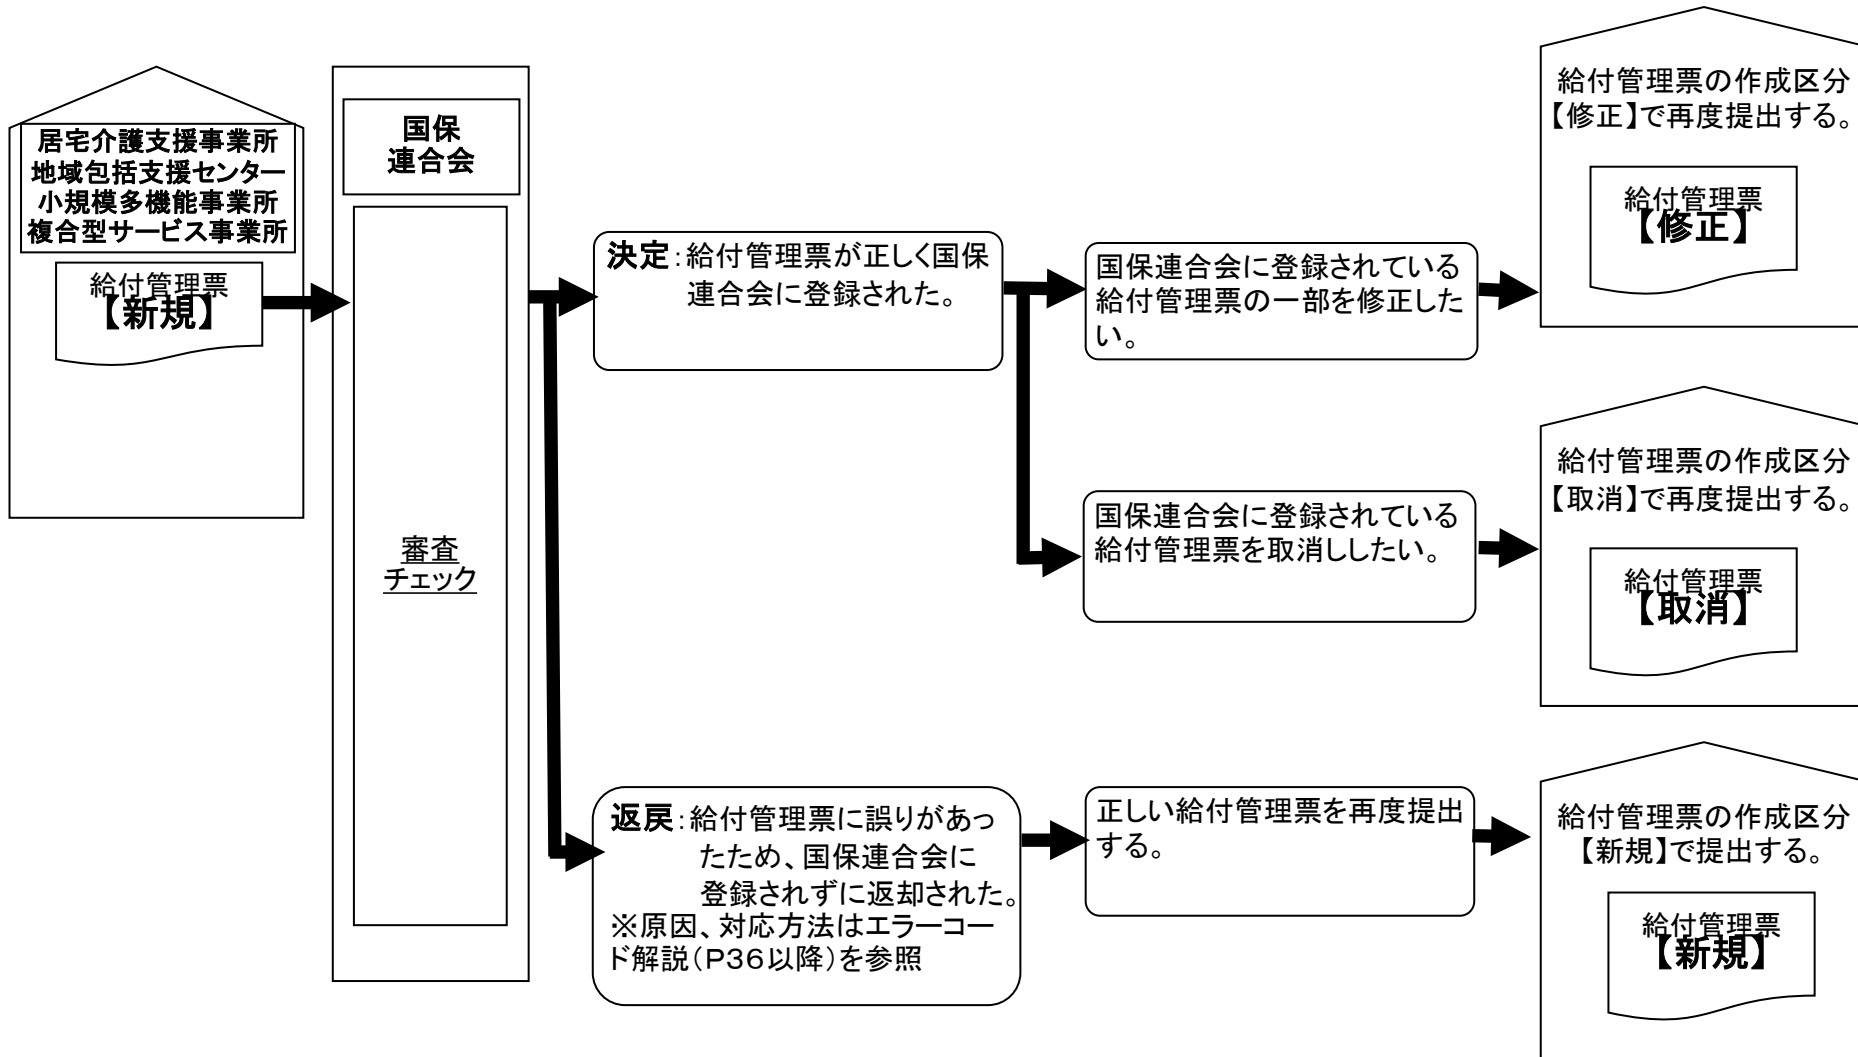 居宅介護支援事業所
地域包括支援センター
小規模多機能事業所
複合型サービス事業所
給付管理票
【新規】
国保
連合会
審査
チェック
決定：給付管理票が正しく国保
連合会に登録された。
国保連合会に登録されている
給付管理票の一部を修正した
い。
給付管理票の作成区分
【修正】で再度提出する。
給付管理票
【修正】
国保連合会に登録されている
給付管理票を取消ししたい。
給付管理票の作成区分
【取消】で再度提出する。
給付管理票
【取消】
返戻：給付管理票に誤りがあっ
たため、国保連合会に
登録されずに返却された。
※原因、対応方法はエラーコー
ド解説（Ｐ３６以降）を参照
正しい給付管理票を再度提出
する。
給付管理票の作成区分
【新規】で提出する。
給付管理票
【新規】